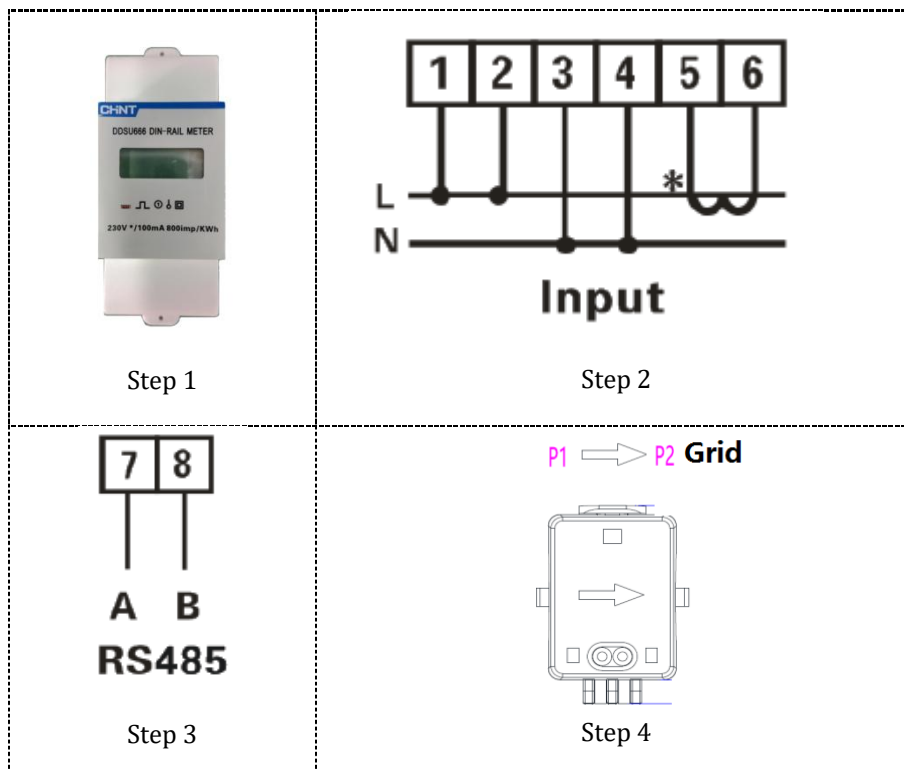 CHNT
DDSU666 DIN-RAIL METER
230V */100mA 800imp/KWh
Step 1
1 2 3 4 5 6
*
L
N
Input
Step 2
7 8
A B
RS485
Step 3
P1 P2 Grid
Step 4